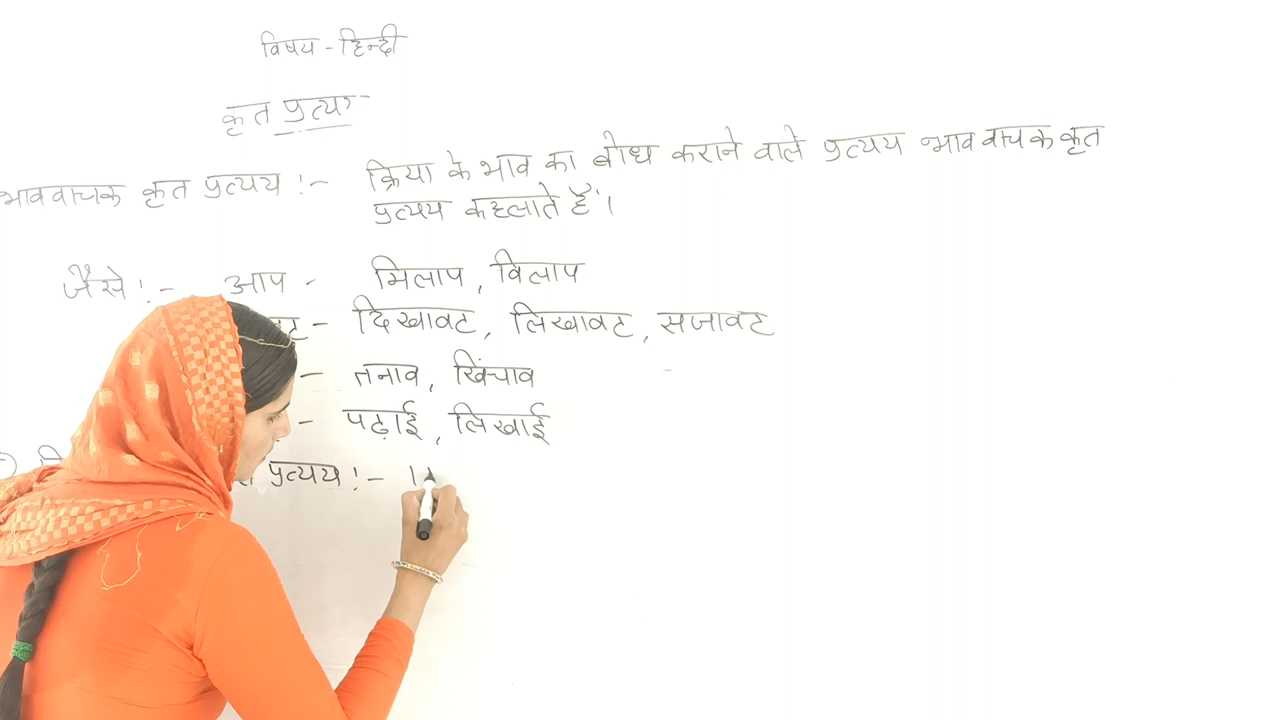 विषय - हिन्दी
कृत प्रत्यय
भाववाचक कृत प्रत्यय :- क्रिया के भाव का बोध कराने वाले प्रत्यय भाववाचक कृत
प्रत्यय कहलाते हैं।
जैसे :- आप - मिलाप, विलाप
- दिखावट, लिखावट, सजावट
- तनाव, खिंचाव
- पढ़ाई, लिखाई
प्रत्यय :-